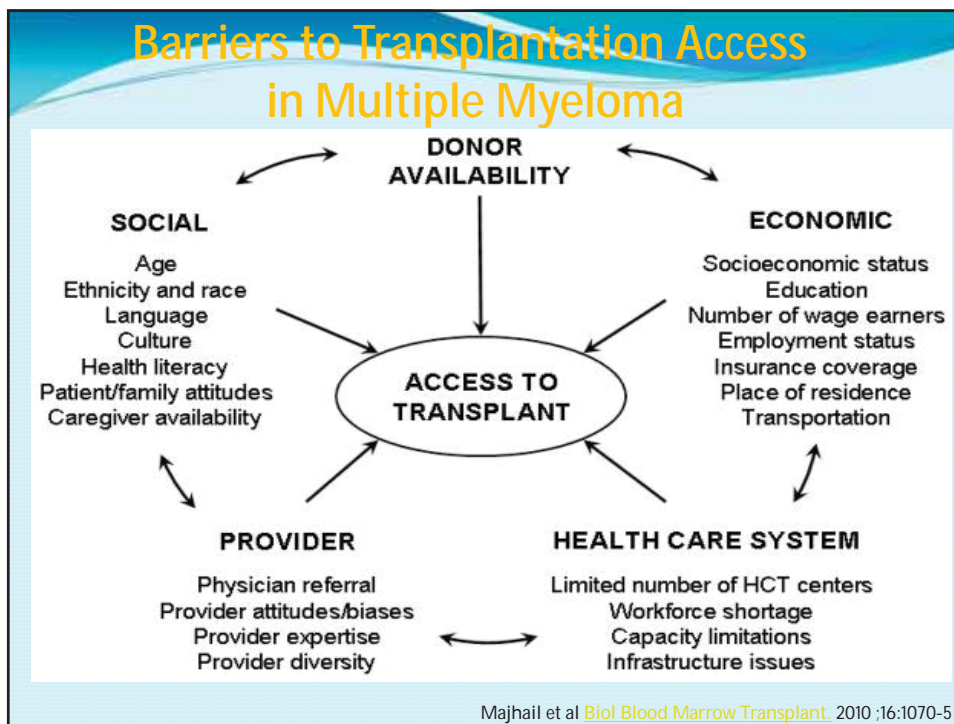 Barriers to Transplantation Access
in Multiple Myeloma
DONOR
AVAILABILITY
SOCIAL
Age
Ethnicity and race
Language
Culture
Health literacy
Patient/family attitudes
Caregiver availability
ECONOMIC
Socioeconomic status
Education
Number of wage earners
Employment status
Insurance coverage
Place of residence
Transportation
ACCESS TO
TRANSPLANT
PROVIDER
Physician referral
Provider attitudes/biases
Provider expertise
Provider diversity
HEALTH CARE SYSTEM
Limited number of HCT centers
Workforce shortage
Capacity limitations
Infrastructure issues
Majhail et al Biol Blood Marrow Transplant. 2010 ;16:1070-5